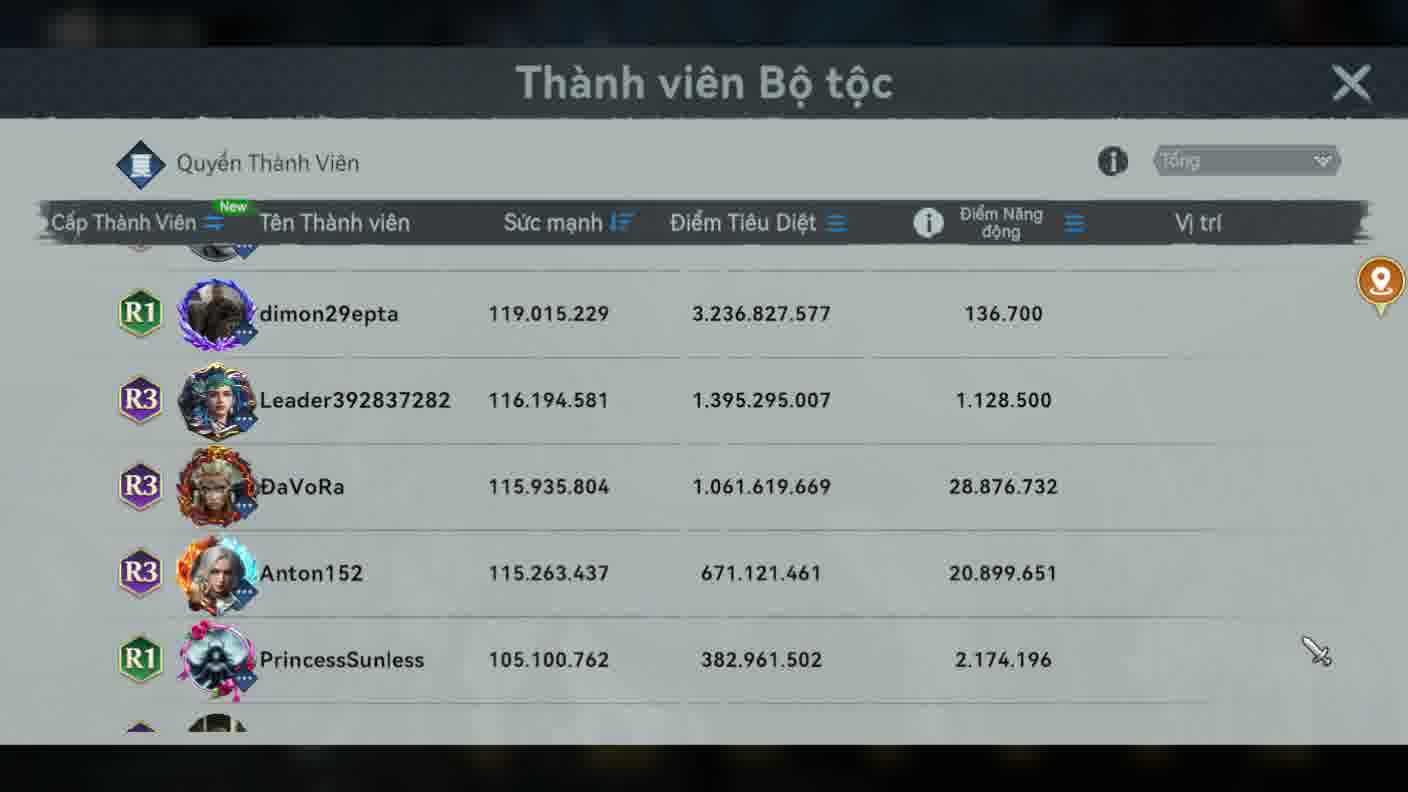 Thành viên Bộ tộc
Quyển Thành Viên
Tổng
New
Cấp Thành Viên Tên Thành viên Sức mạnh Điểm Tiêu Diệt Điểm Năng động Vị trí
R1 dimon29epta 119.015.229 3.236.827.577 136.700
R3 Leader392837282 116.194.581 1.395.295.007 1.128.500
R3 ĐaVoRa 115.935.804 1.061.619.669 28.876.732
R3 Anton152 115.263.437 671.121.461 20.899.651
R1 PrincessSunless 105.100.762 382.961.502 2.174.196